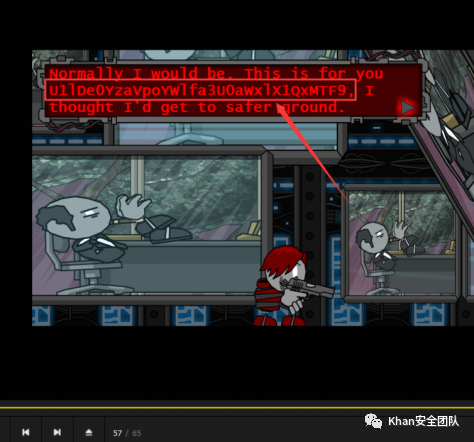 Normally I would be. This is for you
U1lDe0YzaVpoYWlfa3U0aWxlX1QxMTF9. I
thought I'd get to safer ground.
57 / 65
Khan安全团队